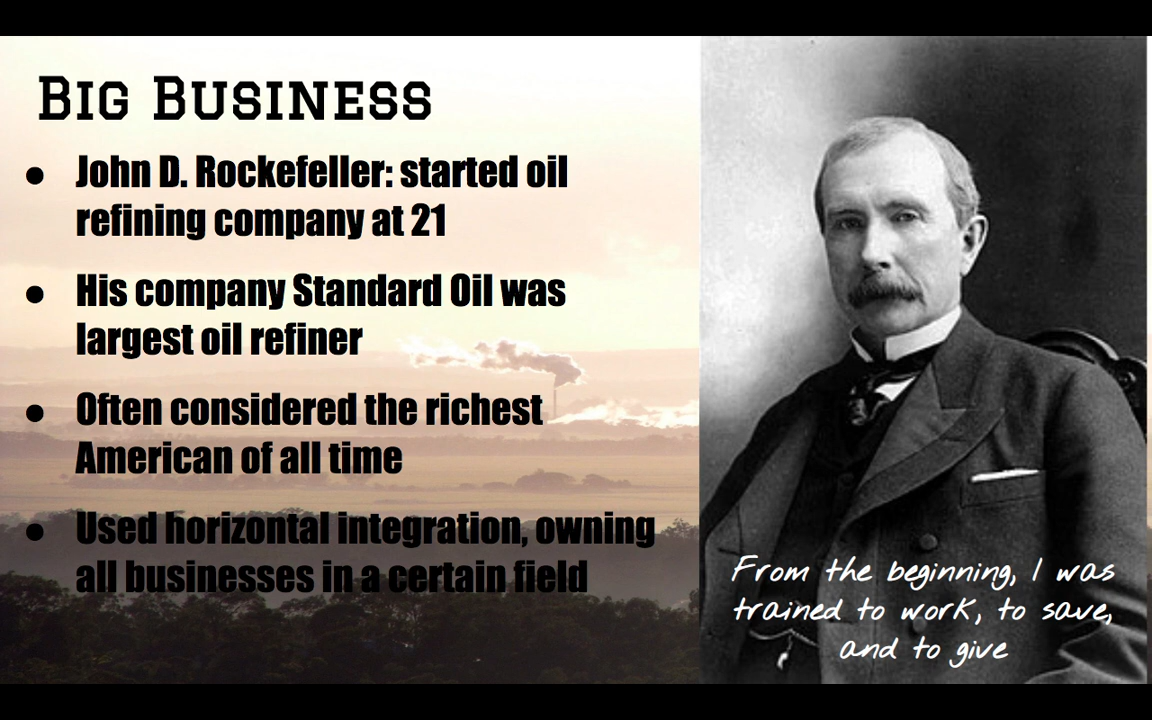 Big Business
● John D. Rockefeller: started oil
refining company at 21
● His company Standard Oil was
largest oil refiner
● Often considered the richest
American of all time
● Used horizontal integration, owning
all businesses in a certain field
From the beginning, I was
trained to work, to save,
and to give